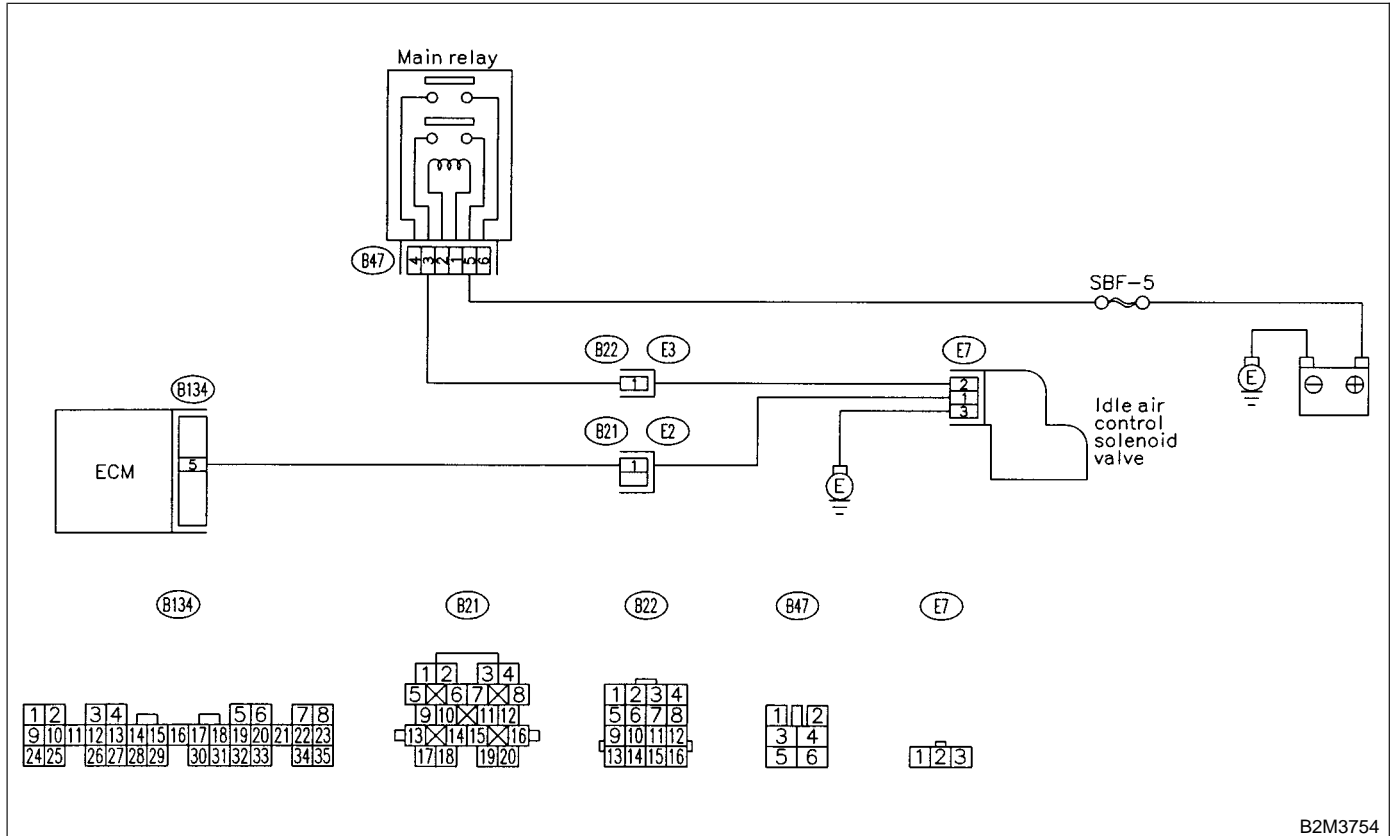 Main relay
B47
4 3 2 1 5 6
SBF-5
B22 E3 E7
1
2
1
3
E
⊖ ⊕
Idle air
control
solenoid
valve
B134
B21 E2
ECM
5
1
E
B134 B21 B22 B47 E7
1 2 3 4 5 6 7 8
9 10 11 12 13 14 15 16 17 18 19 20 21 22 23
24 25 26 27 28 29 30 31 32 33 34 35
1 2 3 4
5 6 7 8
9 10 11 12
13 14 15 16
17 18 19 20
1 2 3 4
5 6 7 8
9 10 11 12
13 14 15 16
1 2
3 4
5 6
1 2 3
B2M3754